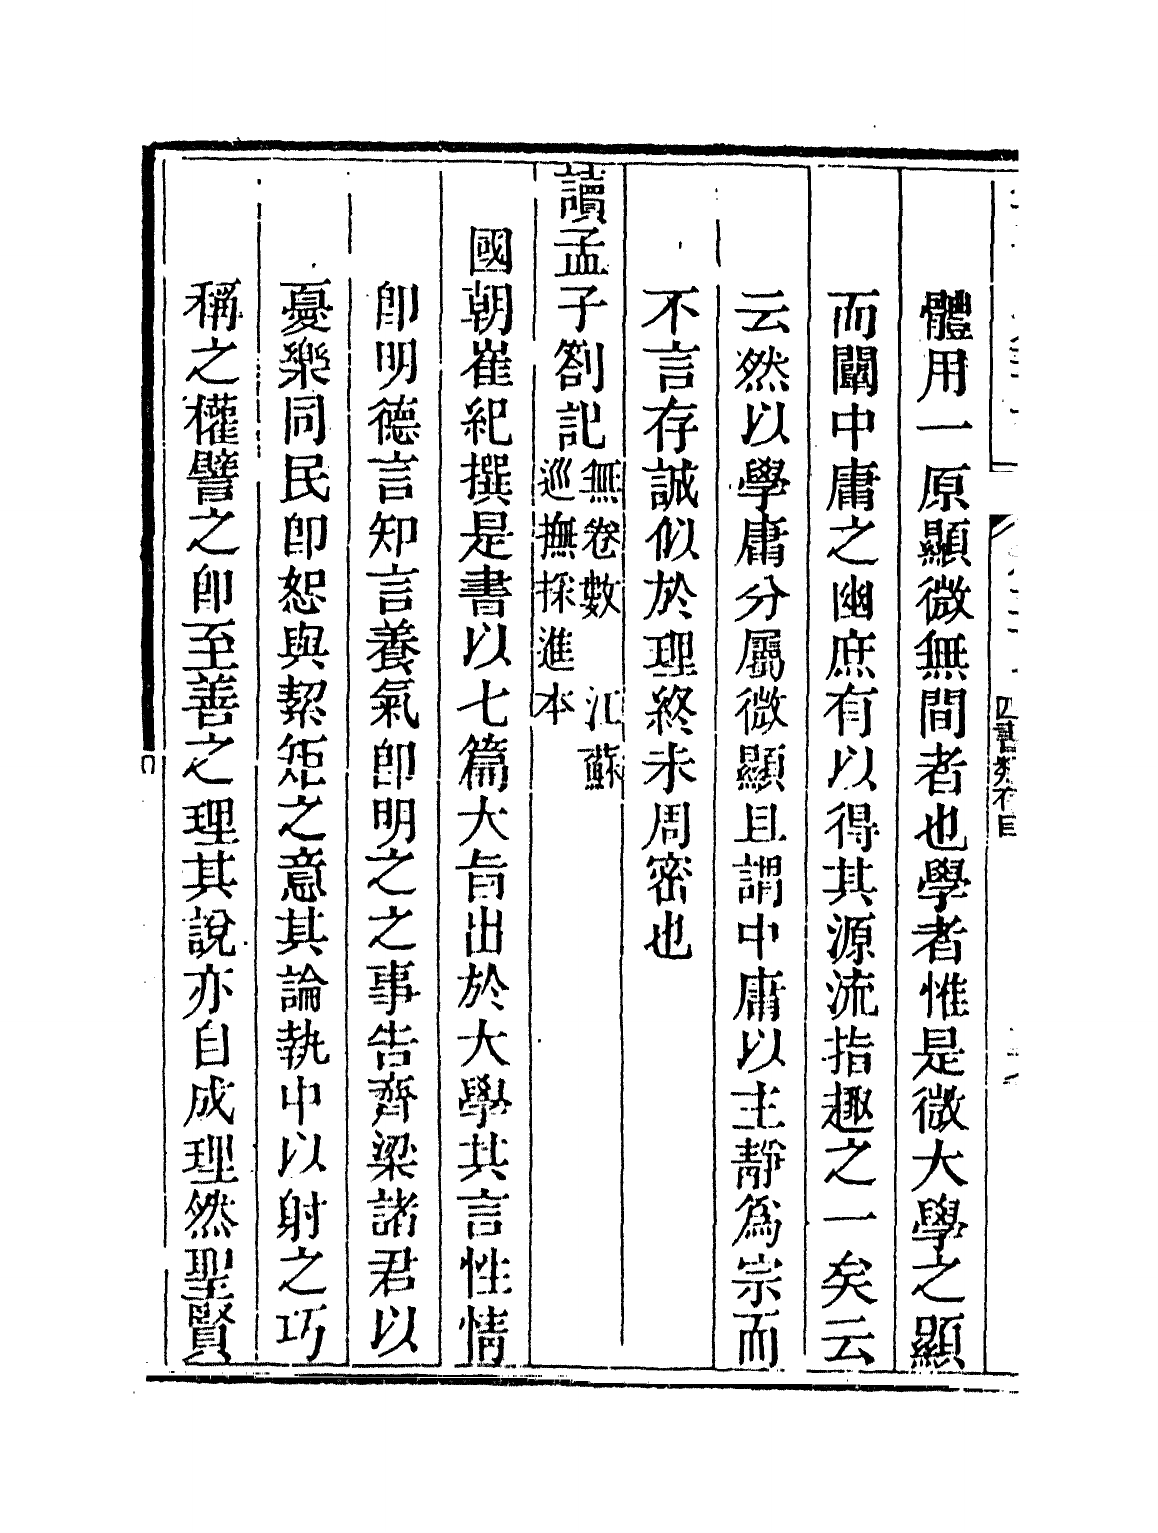 體用一原顯微無間者也學者惟是微大學之顯
而闡中庸之幽庶有以得其源流指趣之一矣云
云然以學庸分屬微顯且謂中庸以主靜爲宗而
不言存誠似於理終未周密也
讀孟子劄記無卷數 江蘇
巡撫採進本
國朝崔紀撰是書以七篇大旨出於大學其言性情
卽明德言知言養氣卽明之之事告齊梁諸君以
憂樂同民卽恕與絜矩之意其論執中以射之巧
稱之權譬之卽至善之理其說亦自成理然聖賢
四書類存目